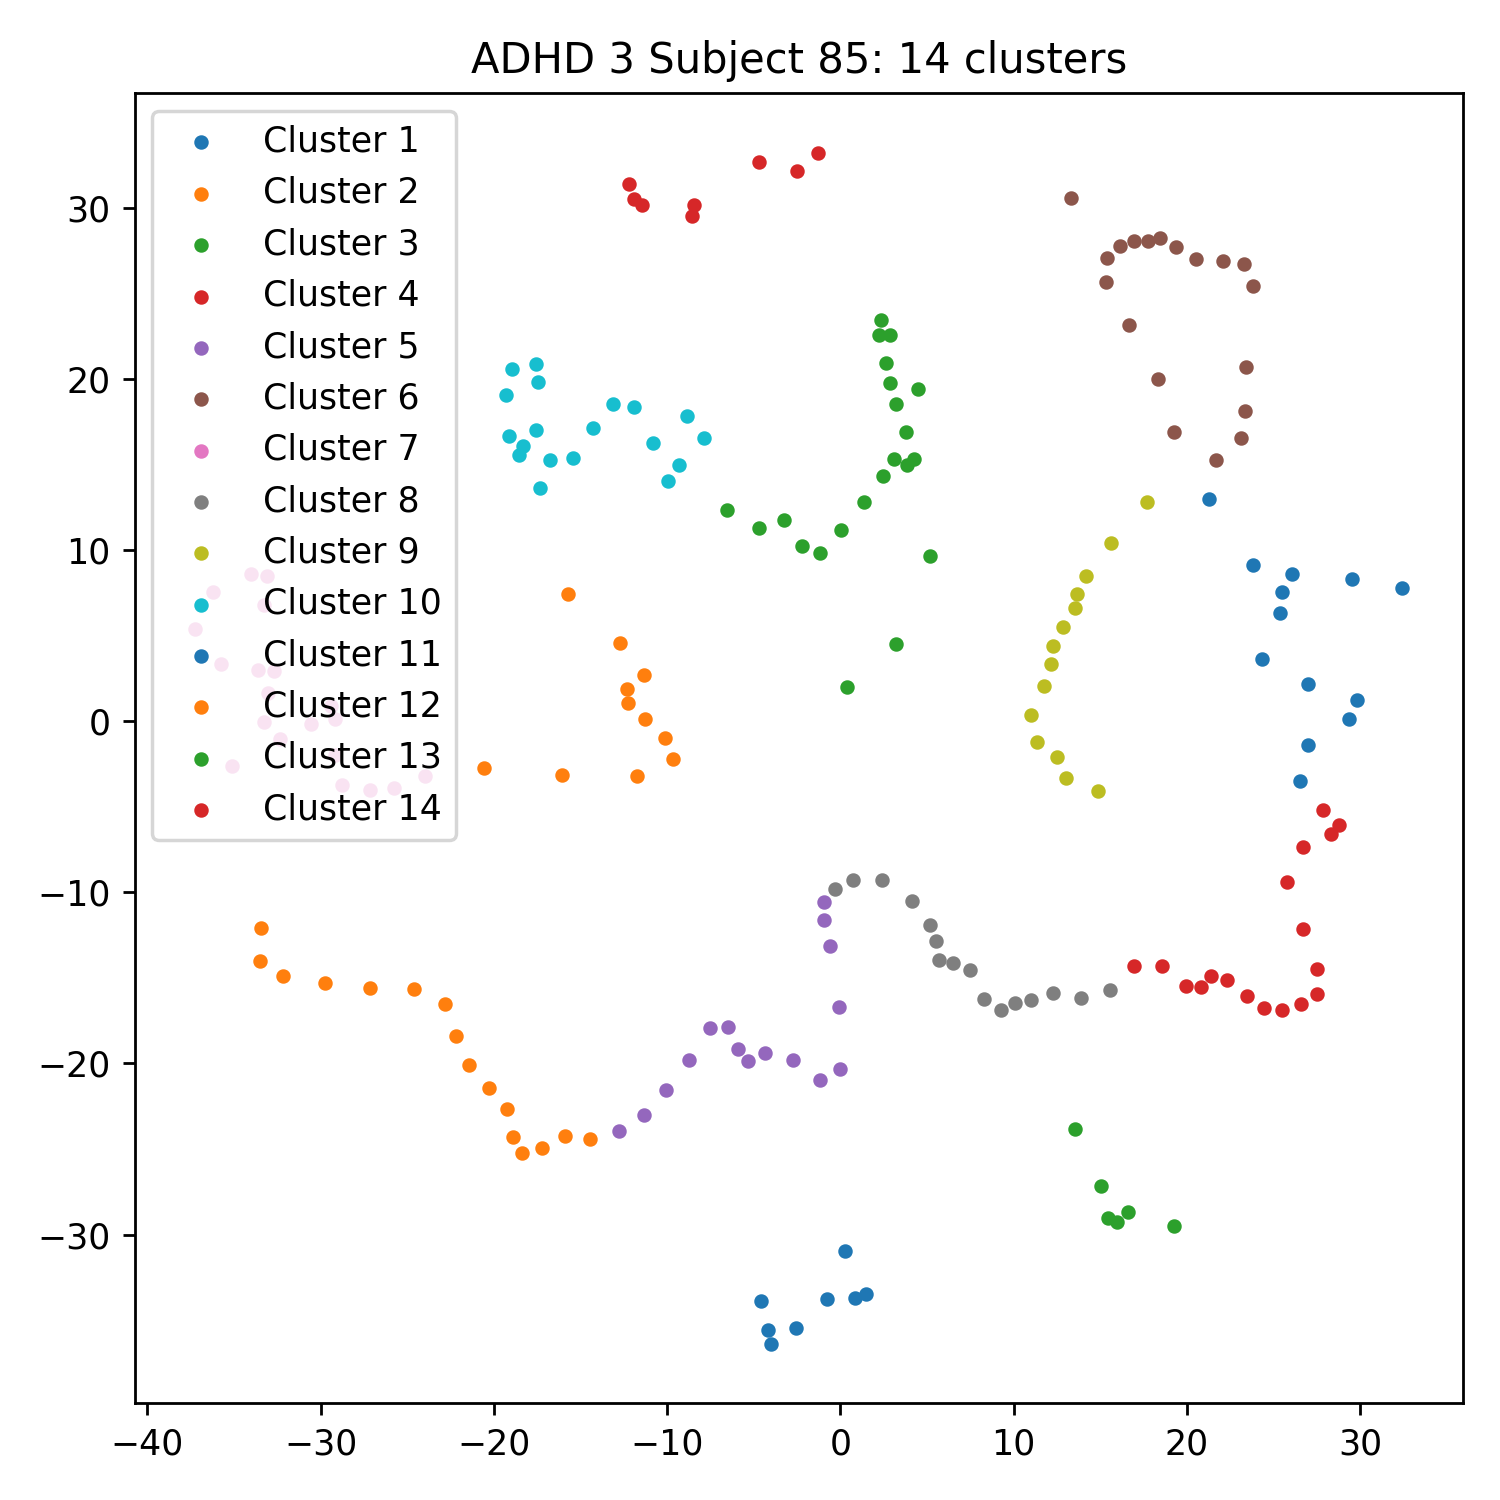 ADHD 3 Subject 85: 14 clusters
Cluster 1
Cluster 2
Cluster 3
Cluster 4
Cluster 5
Cluster 6
Cluster 7
Cluster 8
Cluster 9
Cluster 10
Cluster 11
Cluster 12
Cluster 13
Cluster 14
30
20
10
0
−10
−20
−30
−40 −30 −20 −10 0 10 20 30